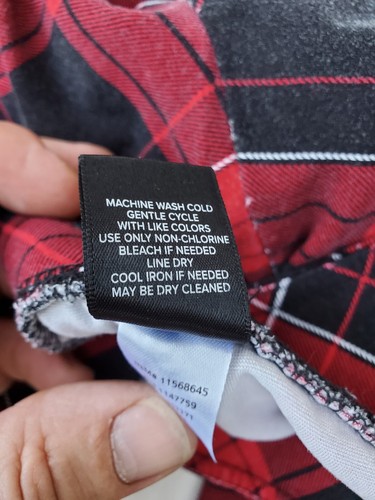 MACHINE WASH COLD
GENTLE CYCLE
WITH LIKE COLORS
USE ONLY NON-CHLORINE
BLEACH IF NEEDED
LINE DRY
COOL IRON IF NEEDED
MAY BE DRY CLEANED
11568645